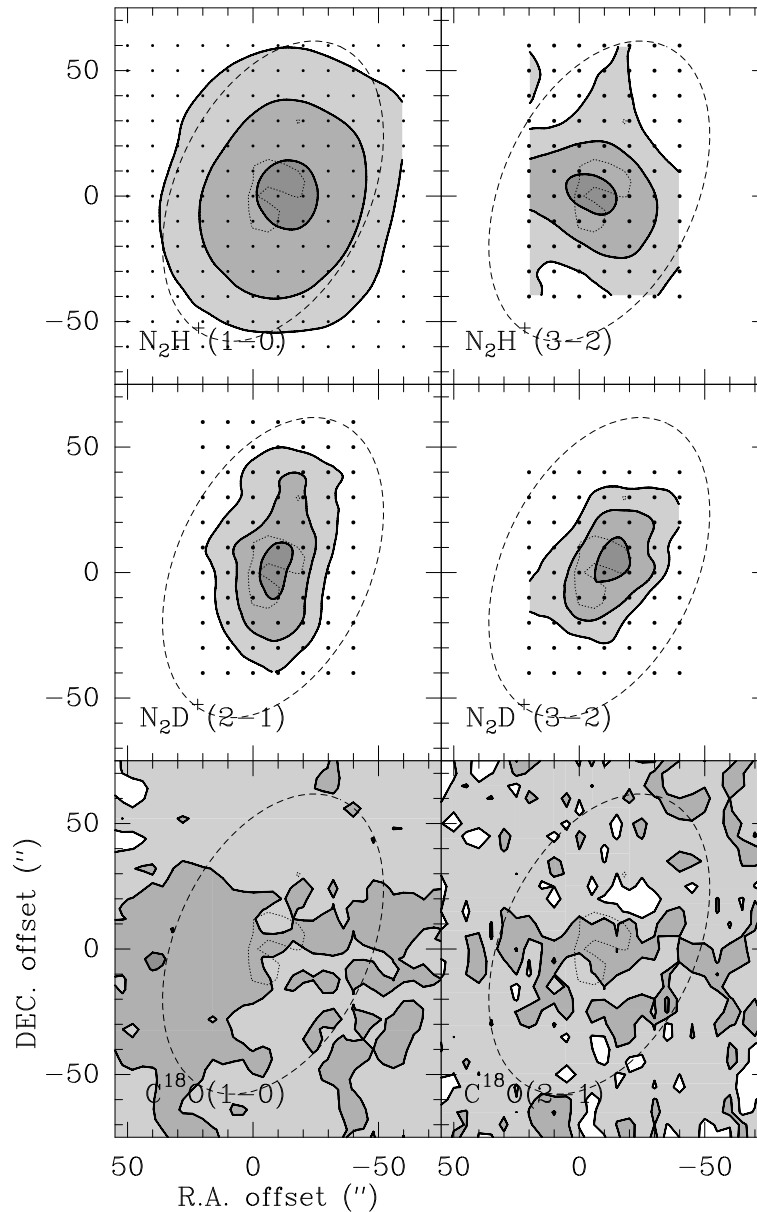 50
0
−50
N₂H⁺(1−0)
N₂H⁺(3−2)
50
0
−50
N₂D⁺(2−1)
N₂D⁺(3−2)
50
0
−50
DEC. offset (″)
C¹⁸O(1−0)
C¹⁸O(2−1)
50 0 −50
50 0 −50
R.A. offset (″)